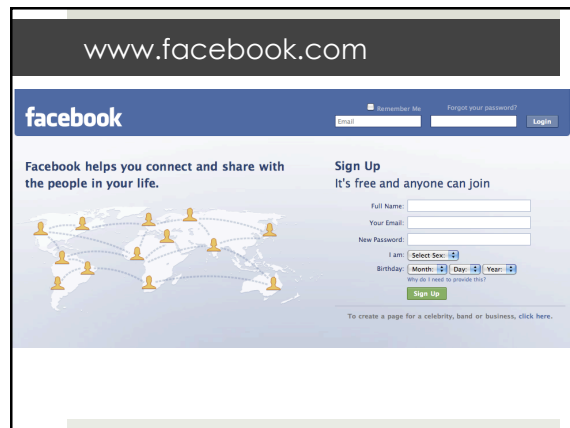 www.facebook.com
Remember Me Forgot your password?
facebook Email Login
Facebook helps you connect and share with
the people in your life.
Sign Up
It's free and anyone can join
Full Name:
Your Email:
New Password:
I am: Select Sex:
Birthday: Month: Day: Year:
Why do I need to provide this?
Sign Up
To create a page for a celebrity, band or business, click here.